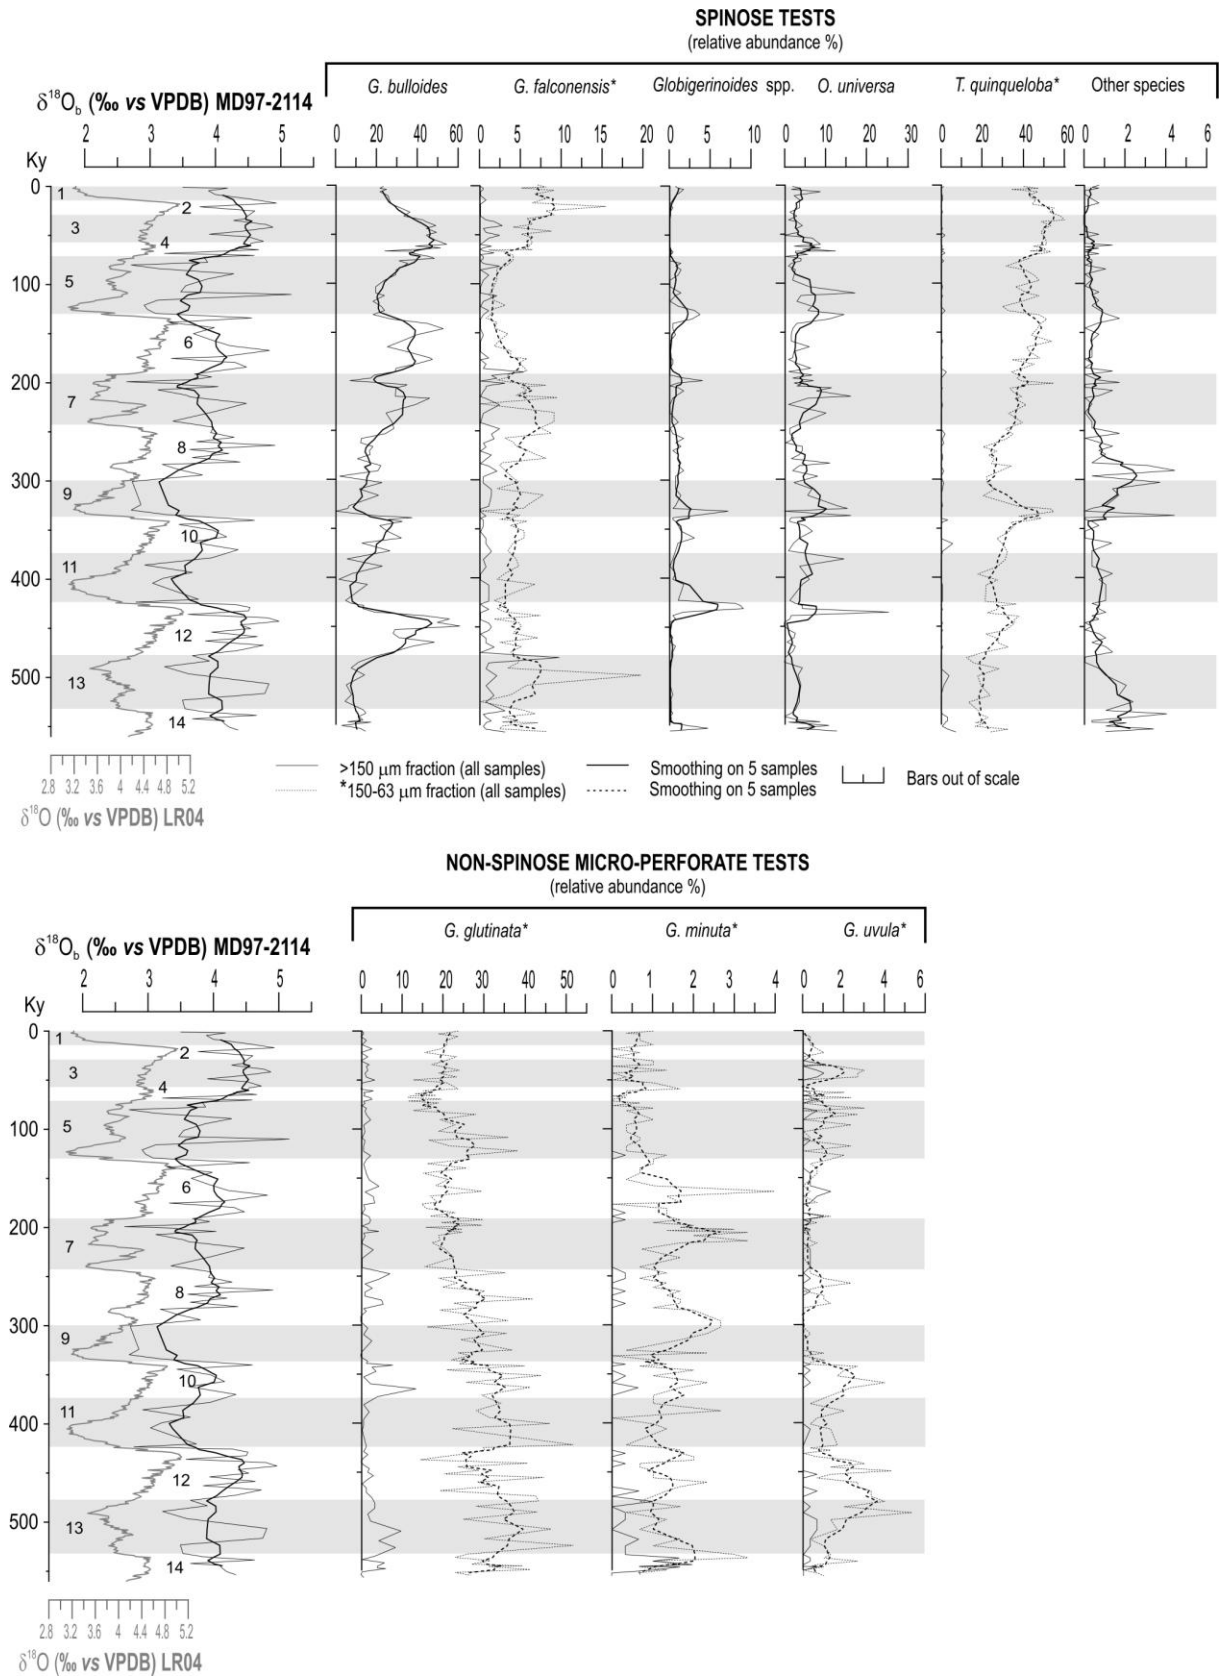 SPINOSE TESTS
(relative abundance %)
G. bulloides G. falconensis* Globigerinoides spp. O. universa T. quinqueloba* Other species
δ18Ob (‰ vs VPDB) MD97-2114
2 3 4 5 0 20 40 60 0 5 10 15 20 0 5 10 0 10 20 30 0 20 40 60 0 2 4 6
Ky
0
1
2
3
4
5
100
6
200
7
8
300
9
10
11
400
12
500
13
14
>150 μm fraction (all samples) Smoothing on 5 samples Bars out of scale
*150-63 μm fraction (all samples) Smoothing on 5 samples
2.8 3.2 3.6 4 4.4 4.8 5.2
δ18O (‰ vs VPDB) LR04
NON-SPINOSE MICRO-PERFORATE TESTS
(relative abundance %)
G. glutinata* G. minuta* G. uvula*
δ18Ob (‰ vs VPDB) MD97-2114
2 3 4 5 0 10 20 30 40 50 0 1 2 3 4 0 2 4 6
Ky
0
1
2
3
4
5
100
6
200
7
8
300
9
10
11
400
12
500
13
14
2.8 3.2 3.6 4 4.4 4.8 5.2
δ18O (‰ vs VPDB) LR04